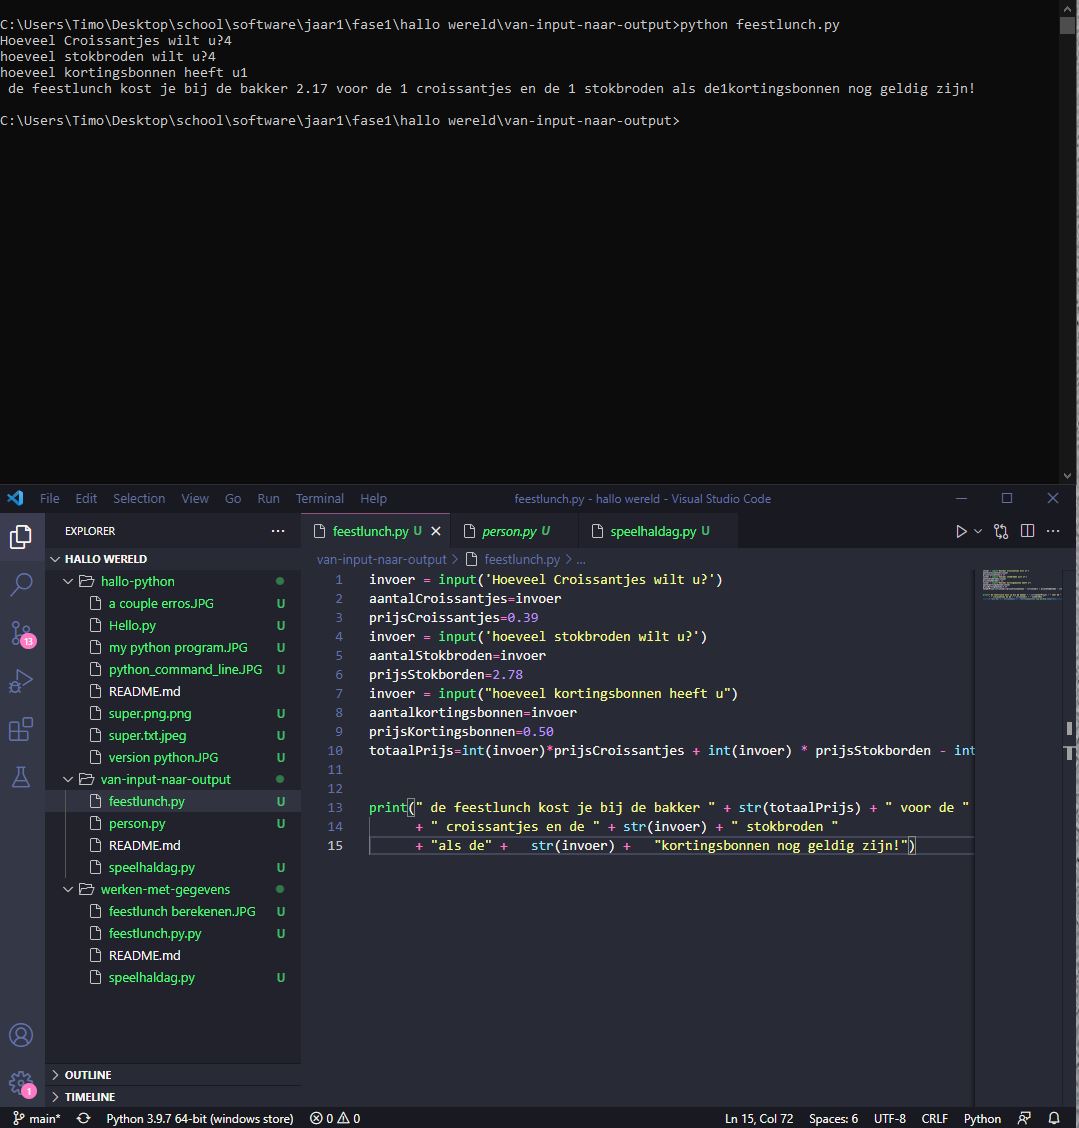 C:\Users\Timo\Desktop\school\software\jaar1\fase1\hallo wereld\van-input-naar-output>python feestlunch.py
Hoeveel Croissantjes wilt u?4
hoeveel stokbroden wilt u?4
hoeveel kortingsbonnen heeft u1
 de feestlunch kost je bij de bakker 2.17 voor de 1 croissantjes en de 1 stokbroden als de1kortingsbonnen nog geldig zijn!
C:\Users\Timo\Desktop\school\software\jaar1\fase1\hallo wereld\van-input-naar-output>
File Edit Selection View Go Run Terminal Help feestlunch.py - hallo wereld - Visual Studio Code
EXPLORER
HALLO WERELD
hallo-python
a couple erros.JPG U
Hello.py U
my python program.JPG U
python_command_line.JPG U
README.md
super.png.png U
super.txt.jpeg U
version python.JPG U
van-input-naar-output
feestlunch.py U
person.py U
README.md
speelhaldag.py U
werken-met-gegevens
feestlunch berekenen.JPG U
feestlunch.py.py U
README.md
speelhaldag.py U
OUTLINE
TIMELINE
13
1
feestlunch.py U person.py U speelhaldag.py U
van-input-naar-output > feestlunch.py > ...
1 invoer = input('Hoeveel Croissantjes wilt u?')
2 aantalCroissantjes=invoer
3 prijsCroissantjes=0.39
4 invoer = input('hoeveel stokbroden wilt u?')
5 aantalStokbroden=invoer
6 prijsStokborden=2.78
7 invoer = input("hoeveel kortingsbonnen heeft u")
8 aantalkortingsbonnen=invoer
9 prijsKortingsbonnen=0.50
10 totaalPrijs=int(invoer)*prijsCroissantjes + int(invoer) * prijsStokborden - int
11
12
13 print(" de feestlunch kost je bij de bakker " + str(totaalPrijs) + " voor de "
14 + " croissantjes en de " + str(invoer) + " stokbroden "
15 + "als de" +   str(invoer) +   "kortingsbonnen nog geldig zijn!")
main* Python 3.9.7 64-bit (windows store) 0 0 Ln 15, Col 72 Spaces: 6 UTF-8 CRLF Python